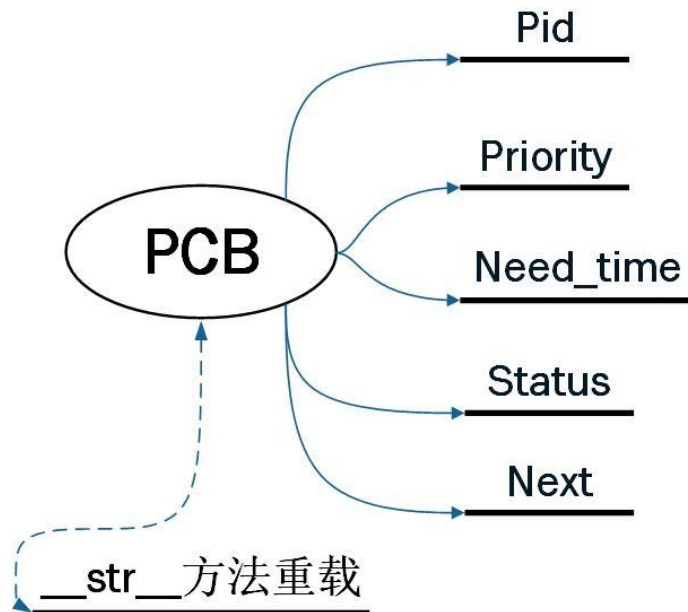 Pid
Priority
PCB
Need_time
Status
Next
__str__方法重载